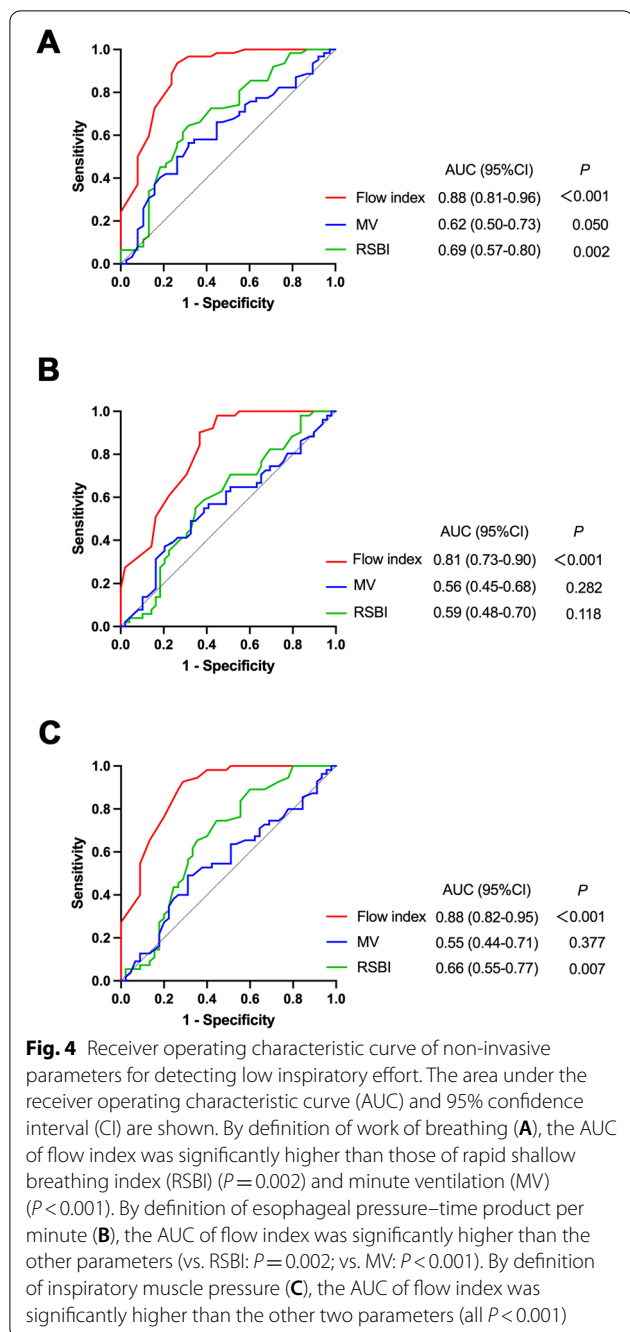 A
1.0
0.8
0.6
0.4
0.2
0.0
Sensitivity
0.0 0.2 0.4 0.6 0.8 1.0
1 - Specificity
AUC (95%CI) P
Flow index 0.88 (0.81-0.96) <0.001
MV 0.62 (0.50-0.73) 0.050
RSBI 0.69 (0.57-0.80) 0.002
B
1.0
0.8
0.6
0.4
0.2
0.0
Sensitivity
0.0 0.2 0.4 0.6 0.8 1.0
1 - Specificity
AUC (95%CI) P
Flow index 0.81 (0.73-0.90) <0.001
MV 0.56 (0.45-0.68) 0.282
RSBI 0.59 (0.48-0.70) 0.118
C
1.0
0.8
0.6
0.4
0.2
0.0
Sensitivity
0.0 0.2 0.4 0.6 0.8 1.0
1 - Specificity
AUC (95%CI) P
Flow index 0.88 (0.82-0.95) <0.001
MV 0.55 (0.44-0.71) 0.377
RSBI 0.66 (0.55-0.77) 0.007
Fig. 4 Receiver operating characteristic curve of non-invasive
parameters for detecting low inspiratory effort. The area under the
receiver operating characteristic curve (AUC) and 95% confidence
interval (CI) are shown. By definition of work of breathing (A), the AUC
of flow index was significantly higher than those of rapid shallow
breathing index (RSBI) (P = 0.002) and minute ventilation (MV)
(P < 0.001). By definition of esophageal pressure–time product per
minute (B), the AUC of flow index was significantly higher than the
other parameters (vs. RSBI: P = 0.002; vs. MV: P < 0.001). By definition
of inspiratory muscle pressure (C), the AUC of flow index was
significantly higher than the other two parameters (all P < 0.001)